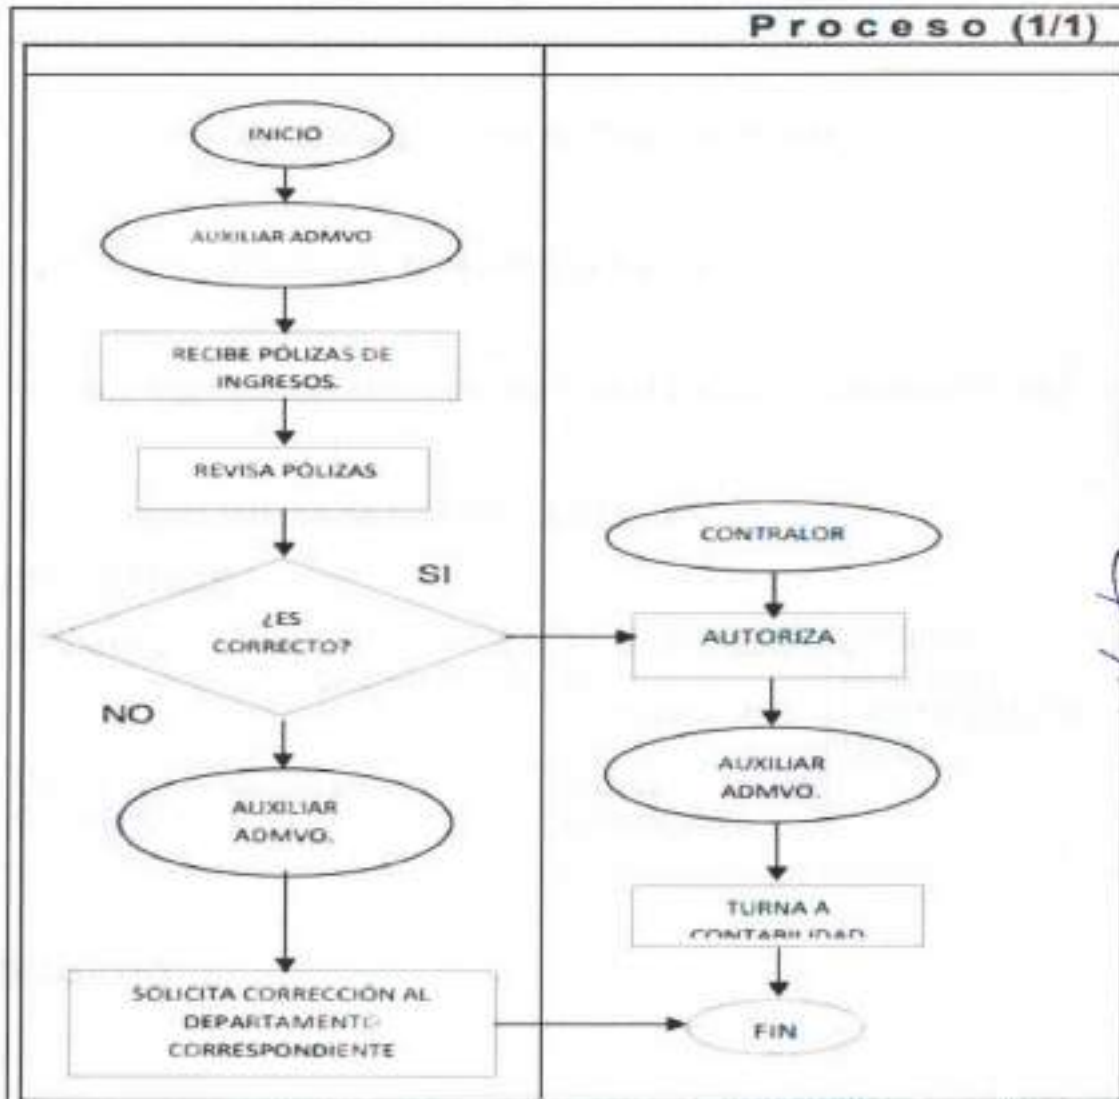 Proceso (1/1)
INICIO
AUXILIAR ADMVO
RECIBE PÓLIZAS DE
INGRESOS.
REVISA PÓLIZAS
¿ES
CORRECTO?
SI
NO
AUXILIAR
ADMVO.
SOLICITA CORRECCIÓN AL
DEPARTAMENTO
CORRESPONDIENTE
CONTRALOR
AUTORIZA
AUXILIAR
ADMVO.
TURNA A
CONTABILIDAD
FIN